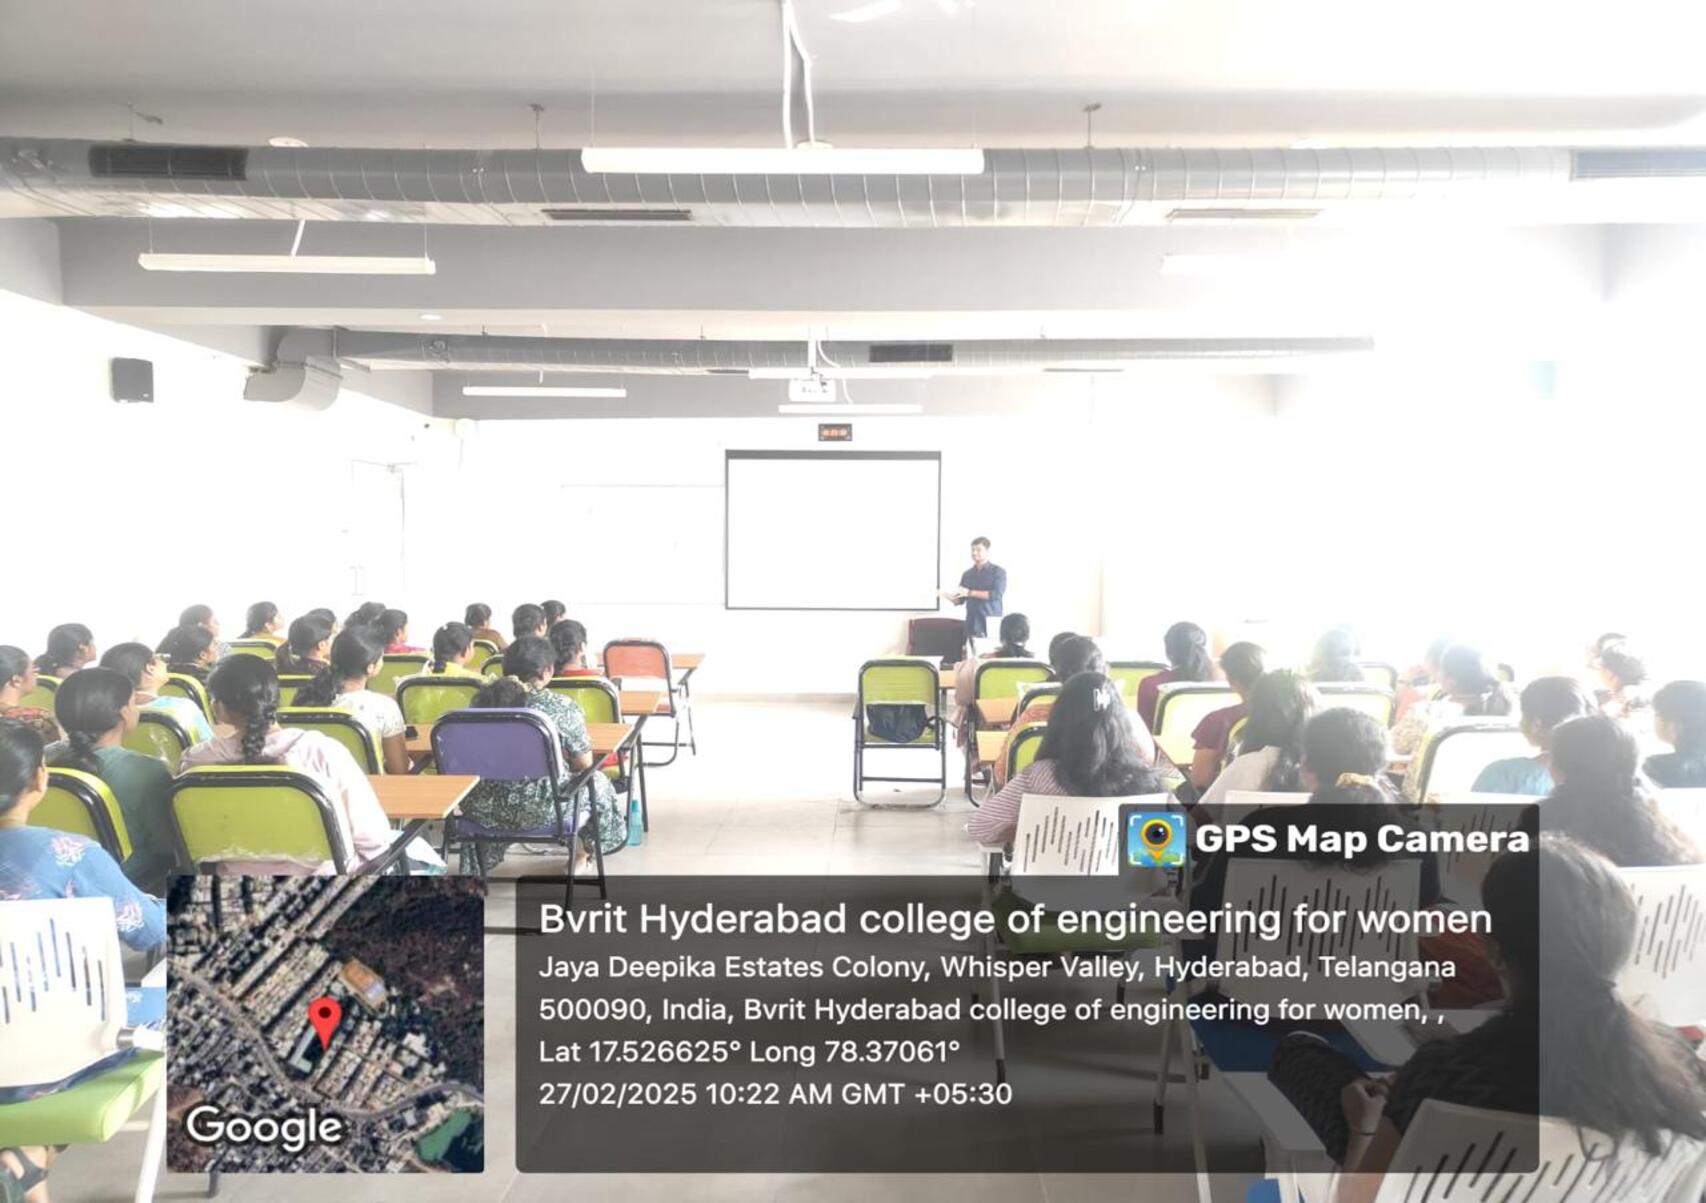 GPS Map Camera
Bvrit Hyderabad college of engineering for women
Jaya Deepika Estates Colony, Whisper Valley, Hyderabad, Telangana
500090, India, Bvrit Hyderabad college of engineering for women, ,
Lat 17.526625° Long 78.37061°
27/02/2025 10:22 AM GMT +05:30
Google